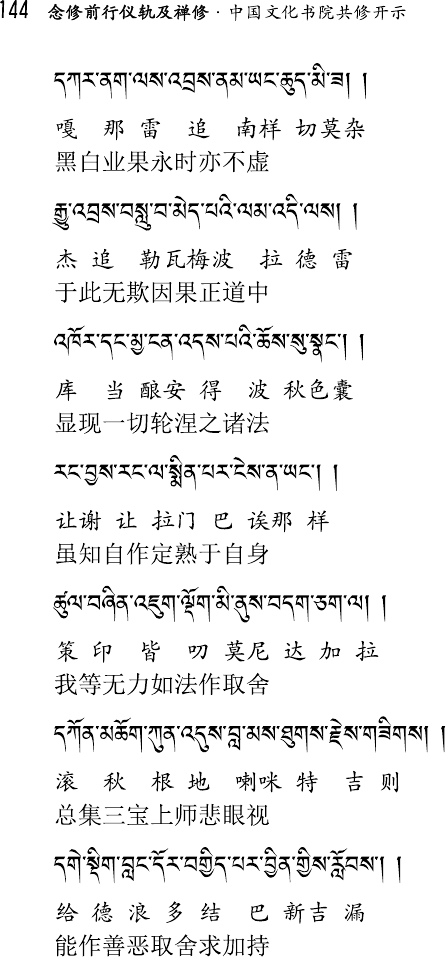 144 念修前行仪轨及禅修·中国文化书院共修开示
དཀར་ནག་ལས་འབྲས་ནམ་ཡང་ཆུད་མི་ཟ། །
嘎 那 雷 追 南样 切莫杂
黑白业果永时亦不虚
རྒྱུ་འབྲས་བསླུ་བ་མེད་པའི་ལམ་འདི་ལས། །
杰 追 勒瓦梅波 拉 德 雷
于此无欺因果正道中
འཁོར་དང་མྱ་ངན་འདས་པའི་ཆོས་སུ་སྣང་། །
库 当 酿安 得 波 秋色囊
显现一切轮涅之诸法
རང་བྱས་རང་ལ་སྨིན་པར་ངེས་ན་ཡང་། །
让谢 让 拉门 巴 诶那 样
虽知自作定熟于自身
ཚུལ་བཞིན་འཇུག་ལྡོག་མི་ནུས་བདག་ཅག་ལ། །
策 印 皆 叨 莫尼 达 加 拉
我等无力如法作取舍
དཀོན་མཆོག་ཀུན་འདུས་བླ་མས་ཐུགས་རྗེས་གཟིགས། །
滚 秋 根 地 喇咪 特 吉 则
总集三宝上师悲眼视
དགེ་སྡིག་བླང་དོར་བགྱིད་པར་བྱིན་གྱིས་རློབས་། །
给 德 浪 多 结 巴 新吉 漏
能作善恶取舍求加持